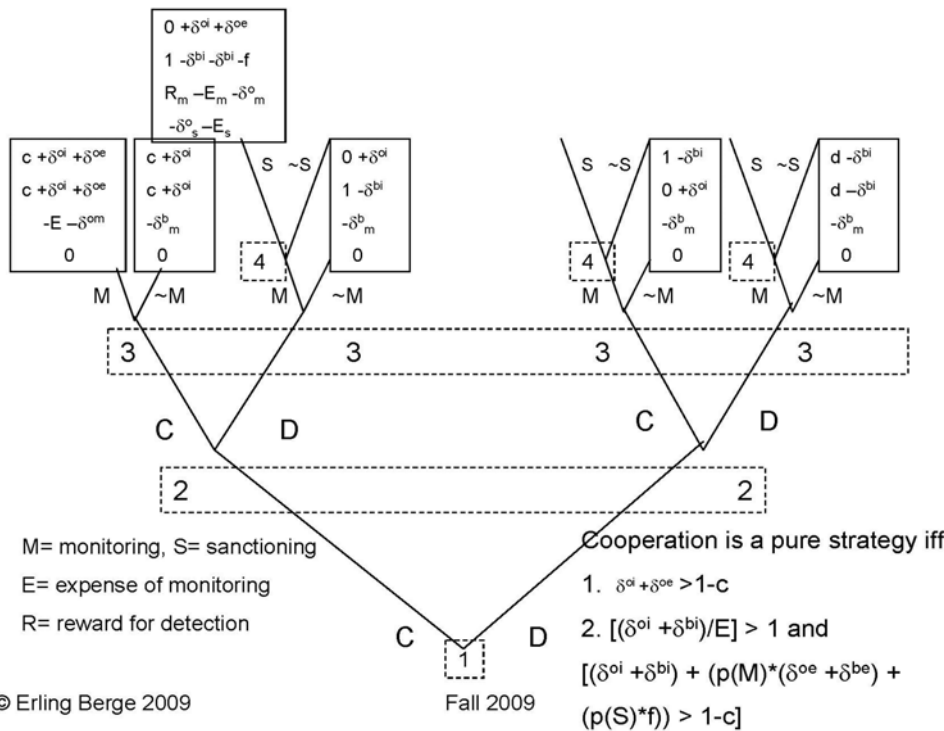 0 +δᵒⁱ +δᵒᵉ
1 -δᵇⁱ -δᵇⁱ -f
Rₘ –Eₘ -δᵒₘ
-δᵒₛ –Eₛ
c +δᵒⁱ +δᵒᵉ
c +δᵒⁱ +δᵒᵉ
-E –δᵒᵐ
0
c +δᵒⁱ
c +δᵒⁱ
-δᵇₘ
0
S ~S
0 +δᵒⁱ
1 -δᵇⁱ
-δᵇₘ
0
S ~S
1 -δᵇⁱ
0 +δᵒⁱ
-δᵇₘ
0
S ~S
d -δᵇⁱ
d –δᵇⁱ
-δᵇₘ
0
4 4 4
M ~M M ~M M ~M M ~M
3 3 3 3
C D C D
2 2
M= monitoring, S= sanctioning
E= expense of monitoring
R= reward for detection
C D
1
Cooperation is a pure strategy iff
1. δᵒⁱ +δᵒᵉ >1-c
2. [(δᵒⁱ +δᵇⁱ)/E] > 1 and
[(δᵒⁱ +δᵇⁱ) + (p(M)*(δᵒᵉ +δᵇᵉ) +
(p(S)*f)) > 1-c]
© Erling Berge 2009
Fall 2009